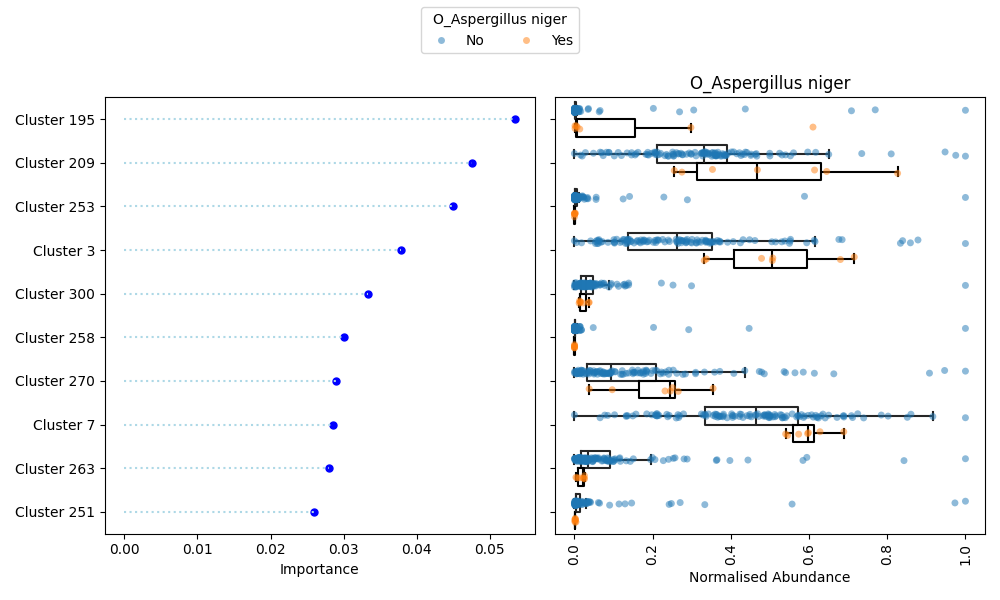 O_Aspergillus niger
No Yes
O_Aspergillus niger
Cluster 195
Cluster 209
Cluster 253
Cluster 3
Cluster 300
Cluster 258
Cluster 270
Cluster 7
Cluster 263
Cluster 251
0.00 0.01 0.02 0.03 0.04 0.05
Importance
0.0 0.2 0.4 0.6 0.8 1.0
Normalised Abundance